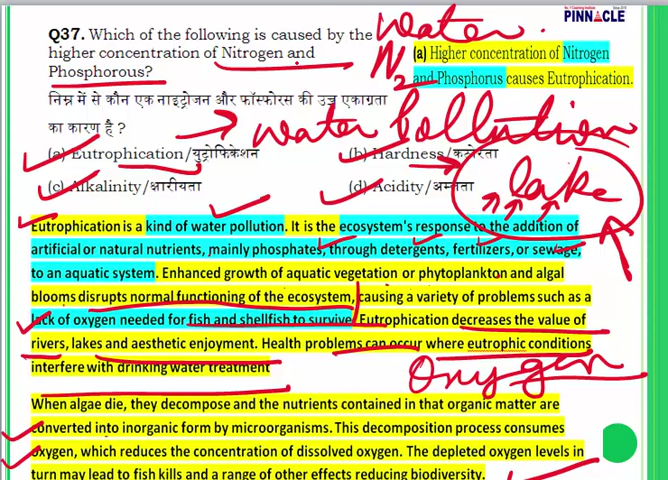 Q37. Which of the following is caused by the
higher concentration of Nitrogen and
Phosphorous?
निम्न में से कौन एक नाइट्रोजन और फॉस्फोरस की उच्च एकाग्रता
का कारण है ?
(a) Eutrophication/युट्रोफिकेशन
(b) Hardness/कठोरता
(c) Alkalinity/क्षारीयता
(d) Acidity/अम्लता
PINNACLE
water
N2
(a) Higher concentration of Nitrogen
and Phosphorus causes Eutrophication.
water Pollution
lake
Eutrophication is a kind of water pollution. It is the ecosystem's response to the addition of
artificial or natural nutrients, mainly phosphates, through detergents, fertilizers, or sewage,
to an aquatic system. Enhanced growth of aquatic vegetation or phytoplankton and algal
blooms disrupts normal functioning of the ecosystem, causing a variety of problems such as a
lack of oxygen needed for fish and shellfish to survive. Eutrophication decreases the value of
rivers, lakes and aesthetic enjoyment. Health problems can occur where eutrophic conditions
interfere with drinking water treatment
Oxygen
When algae die, they decompose and the nutrients contained in that organic matter are
converted into inorganic form by microorganisms. This decomposition process consumes
oxygen, which reduces the concentration of dissolved oxygen. The depleted oxygen levels in
turn may lead to fish kills and a range of other effects reducing biodiversity.